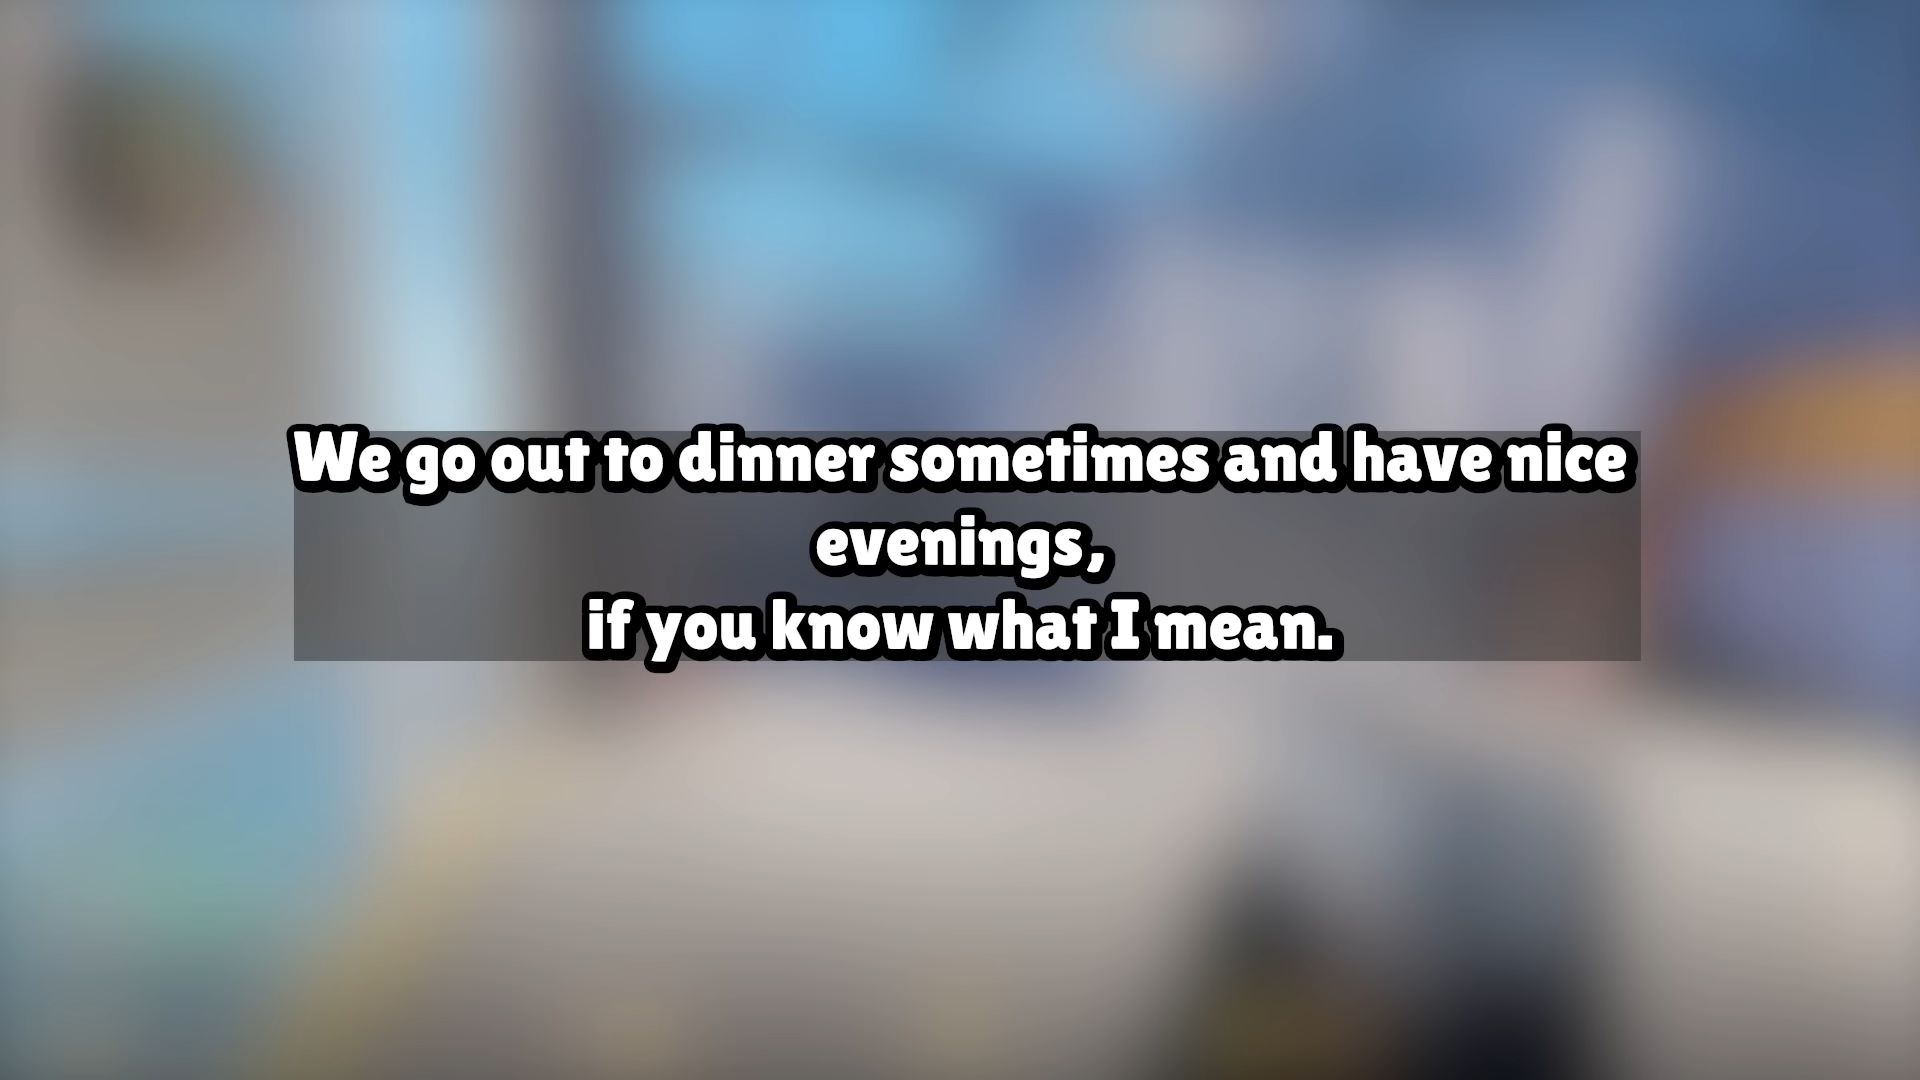 We go out to dinner sometimes and have nice
evenings,
if you know what I mean.